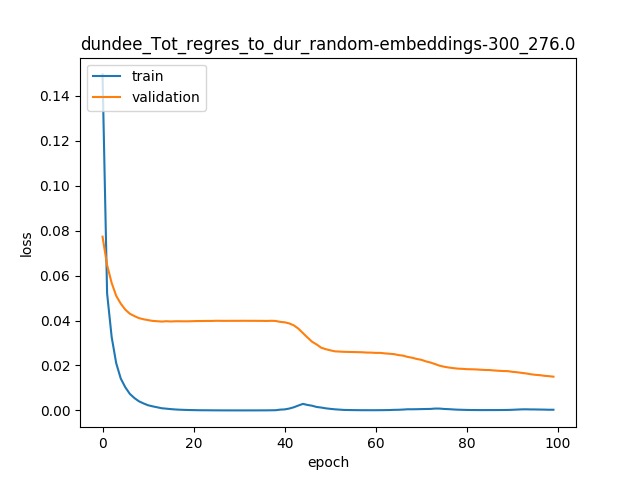 dundee_Tot_regres_to_dur_random-embeddings-300_276.0
train
validation
0.14
0.12
0.10
0.08
0.06
0.04
0.02
0.00
loss
0 20 40 60 80 100
epoch